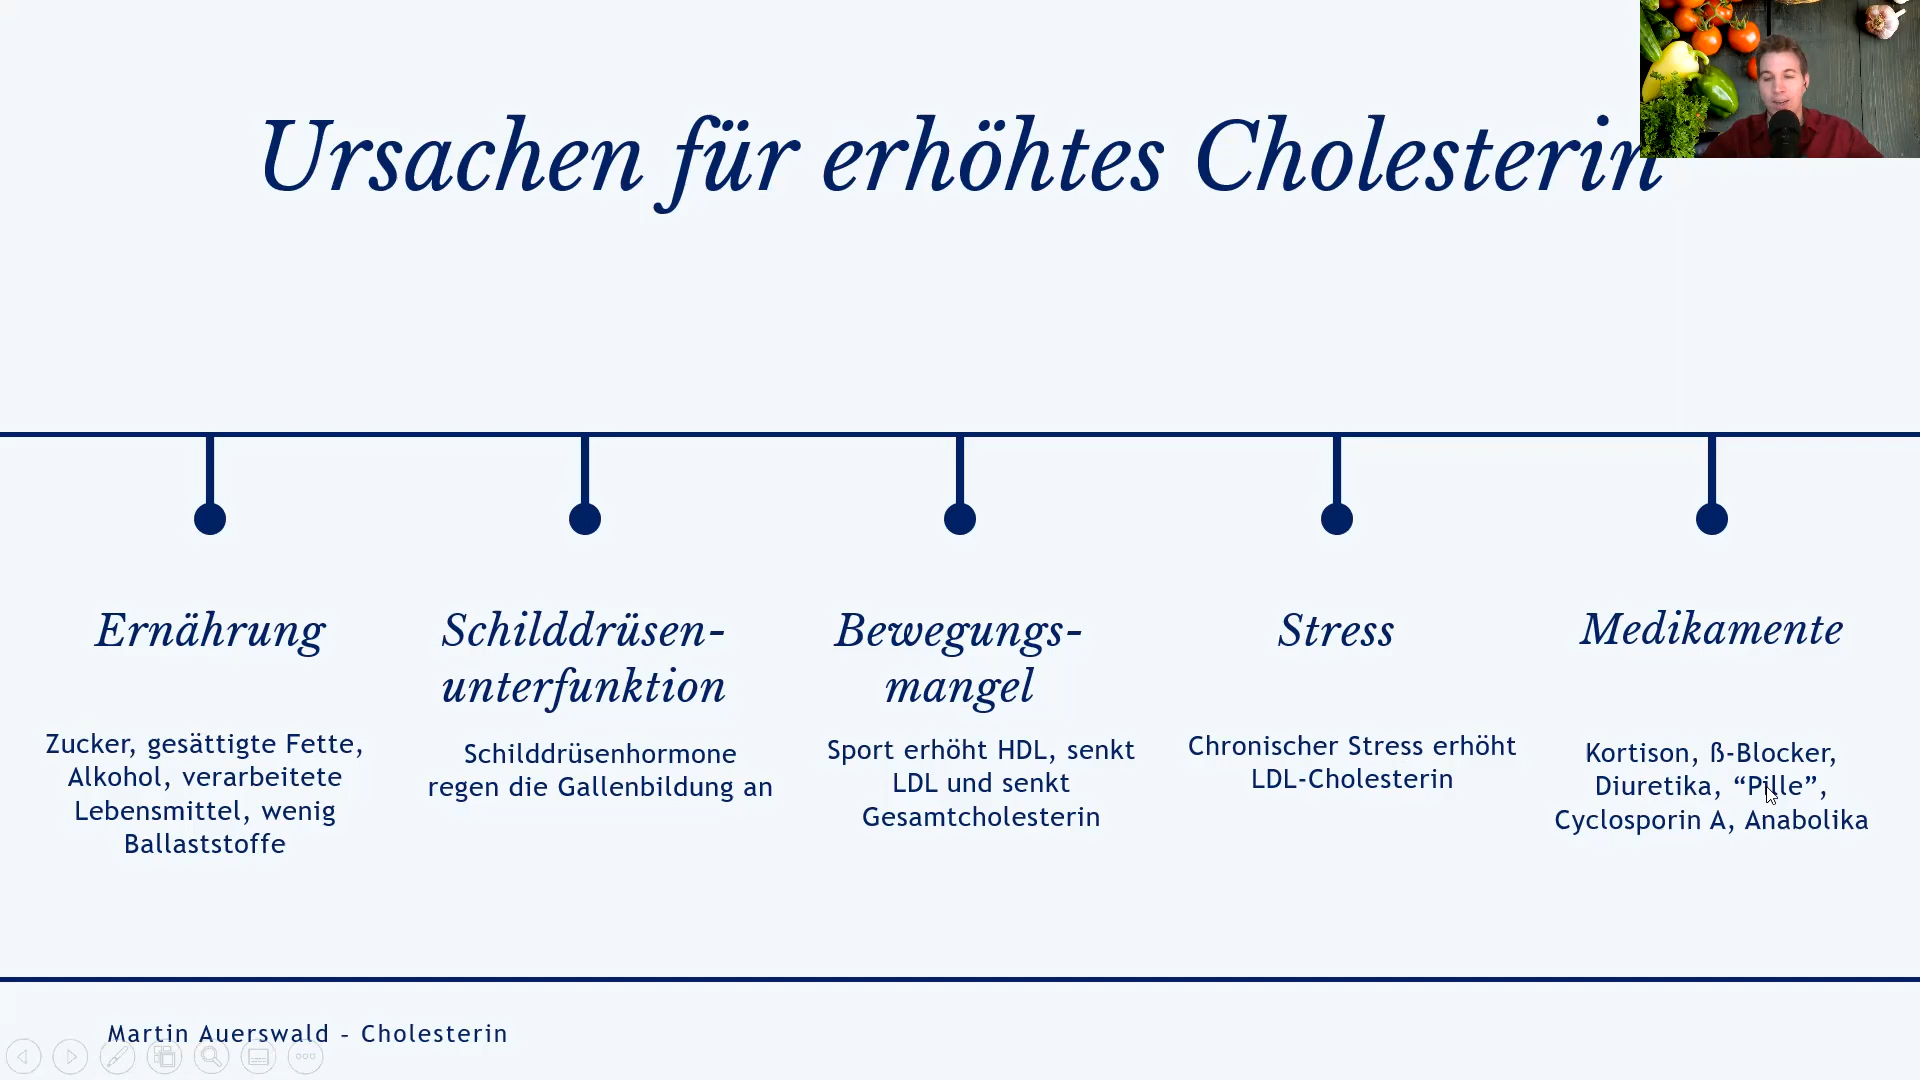 Ursachen für erhöhtes Cholesterin
Ernährung
Zucker, gesättigte Fette,
Alkohol, verarbeitete
Lebensmittel, wenig
Ballaststoffe
Schilddrüsen-
unterfunktion
Schilddrüsenhormone
regen die Gallenbildung an
Bewegungs-
mangel
Sport erhöht HDL, senkt
LDL und senkt
Gesamtcholesterin
Stress
Chronischer Stress erhöht
LDL-Cholesterin
Medikamente
Kortison, ß-Blocker,
Diuretika, “Pille”,
Cyclosporin A, Anabolika
Martin Auerswald - Cholesterin